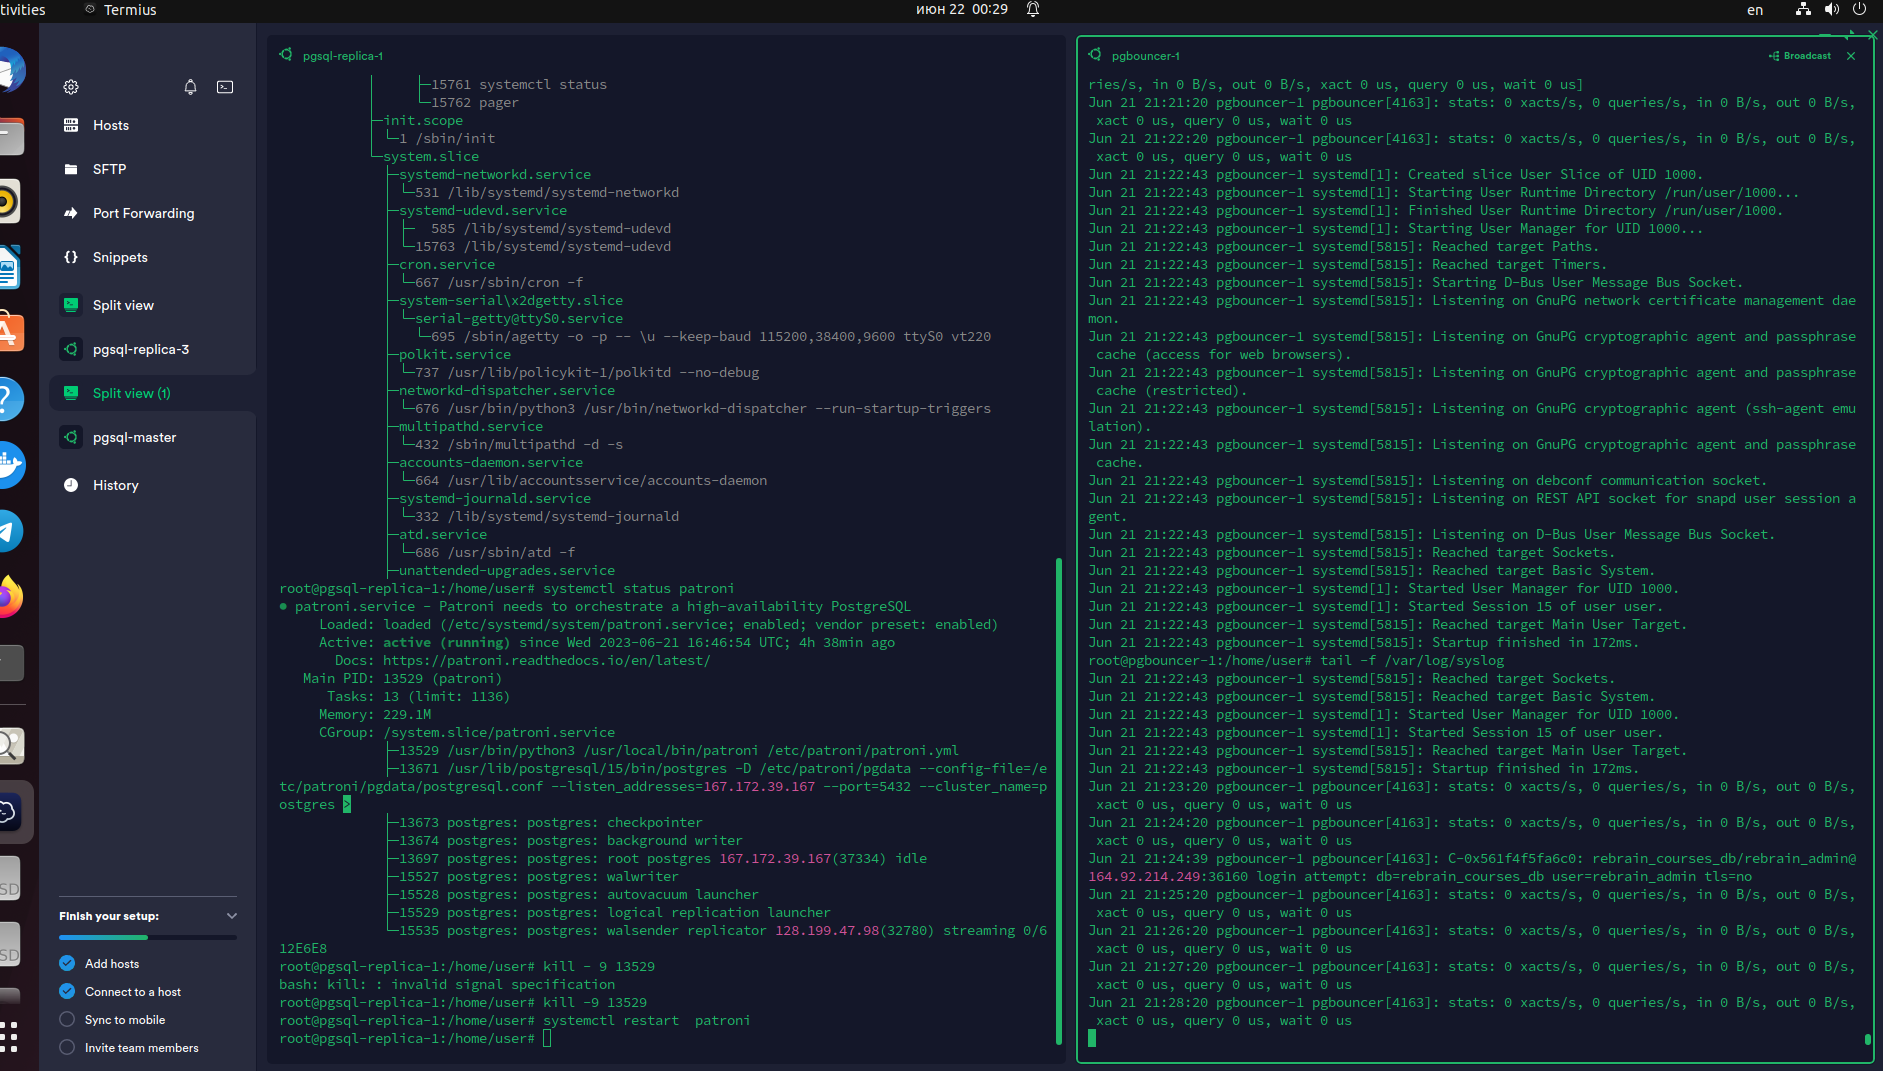 tivities
Termius
июн 22  00:29
en
Hosts
SFTP
Port Forwarding
Snippets
Split view
pgsql-replica-3
Split view (1)
pgsql-master
History
Finish your setup:
Add hosts
Connect to a host
Sync to mobile
Invite team members
pgsql-replica-1
├─15761 systemctl status
└─15762 pager
├─init.scope
└─1 /sbin/init
└─system.slice
├─systemd-networkd.service
└─531 /lib/systemd/systemd-networkd
├─systemd-udevd.service
├─  585 /lib/systemd/systemd-udevd
└─15763 /lib/systemd/systemd-udevd
├─cron.service
└─667 /usr/sbin/cron -f
├─system-serial\x2dgetty.slice
└─serial-getty@ttyS0.service
└─695 /sbin/agetty -o -p -- \u --keep-baud 115200,38400,9600 ttyS0 vt220
├─polkit.service
└─737 /usr/lib/policykit-1/polkitd --no-debug
├─networkd-dispatcher.service
└─676 /usr/bin/python3 /usr/bin/networkd-dispatcher --run-startup-triggers
├─multipathd.service
└─432 /sbin/multipathd -d -s
├─accounts-daemon.service
└─664 /usr/lib/accountsservice/accounts-daemon
├─systemd-journald.service
└─332 /lib/systemd/systemd-journald
├─atd.service
└─686 /usr/sbin/atd -f
├─unattended-upgrades.service
root@pgsql-replica-1:/home/user# systemctl status patroni
● patroni.service - Patroni needs to orchestrate a high-availability PostgreSQL
Loaded: loaded (/etc/systemd/system/patroni.service; enabled; vendor preset: enabled)
Active: active (running) since Wed 2023-06-21 16:46:54 UTC; 4h 38min ago
Docs: https://patroni.readthedocs.io/en/latest/
Main PID: 13529 (patroni)
Tasks: 13 (limit: 1136)
Memory: 229.1M
CGroup: /system.slice/patroni.service
├─13529 /usr/bin/python3 /usr/local/bin/patroni /etc/patroni/patroni.yml
├─13671 /usr/lib/postgresql/15/bin/postgres -D /etc/patroni/pgdata --config-file=/e
tc/patroni/pgdata/postgresql.conf --listen_addresses=167.172.39.167 --port=5432 --cluster_name=p
ostgres >
├─13673 postgres: postgres: checkpointer
├─13674 postgres: postgres: background writer
├─13697 postgres: postgres: root postgres 167.172.39.167(37334) idle
├─15527 postgres: postgres: walwriter
├─15528 postgres: postgres: autovacuum launcher
├─15529 postgres: postgres: logical replication launcher
└─15535 postgres: postgres: walsender replicator 128.199.47.98(32780) streaming 0/6
12E6E8
root@pgsql-replica-1:/home/user# kill - 9 13529
bash: kill: : invalid signal specification
root@pgsql-replica-1:/home/user# kill -9 13529
root@pgsql-replica-1:/home/user# systemctl restart  patroni
root@pgsql-replica-1:/home/user#
pgbouncer-1
Broadcast
ries/s, in 0 B/s, out 0 B/s, xact 0 us, query 0 us, wait 0 us]
Jun 21 21:21:20 pgbouncer-1 pgbouncer[4163]: stats: 0 xacts/s, 0 queries/s, in 0 B/s, out 0 B/s,
xact 0 us, query 0 us, wait 0 us
Jun 21 21:22:20 pgbouncer-1 pgbouncer[4163]: stats: 0 xacts/s, 0 queries/s, in 0 B/s, out 0 B/s,
xact 0 us, query 0 us, wait 0 us
Jun 21 21:22:43 pgbouncer-1 systemd[1]: Created slice User Slice of UID 1000.
Jun 21 21:22:43 pgbouncer-1 systemd[1]: Starting User Runtime Directory /run/user/1000...
Jun 21 21:22:43 pgbouncer-1 systemd[1]: Finished User Runtime Directory /run/user/1000.
Jun 21 21:22:43 pgbouncer-1 systemd[1]: Starting User Manager for UID 1000...
Jun 21 21:22:43 pgbouncer-1 systemd[5815]: Reached target Paths.
Jun 21 21:22:43 pgbouncer-1 systemd[5815]: Reached target Timers.
Jun 21 21:22:43 pgbouncer-1 systemd[5815]: Starting D-Bus User Message Bus Socket.
Jun 21 21:22:43 pgbouncer-1 systemd[5815]: Listening on GnuPG network certificate management dae
mon.
Jun 21 21:22:43 pgbouncer-1 systemd[5815]: Listening on GnuPG cryptographic agent and passphrase
cache (access for web browsers).
Jun 21 21:22:43 pgbouncer-1 systemd[5815]: Listening on GnuPG cryptographic agent and passphrase
cache (restricted).
Jun 21 21:22:43 pgbouncer-1 systemd[5815]: Listening on GnuPG cryptographic agent (ssh-agent emu
lation).
Jun 21 21:22:43 pgbouncer-1 systemd[5815]: Listening on GnuPG cryptographic agent and passphrase
cache.
Jun 21 21:22:43 pgbouncer-1 systemd[5815]: Listening on debconf communication socket.
Jun 21 21:22:43 pgbouncer-1 systemd[5815]: Listening on REST API socket for snapd user session a
gent.
Jun 21 21:22:43 pgbouncer-1 systemd[5815]: Listening on D-Bus User Message Bus Socket.
Jun 21 21:22:43 pgbouncer-1 systemd[5815]: Reached target Sockets.
Jun 21 21:22:43 pgbouncer-1 systemd[5815]: Reached target Basic System.
Jun 21 21:22:43 pgbouncer-1 systemd[1]: Started User Manager for UID 1000.
Jun 21 21:22:43 pgbouncer-1 systemd[1]: Started Session 15 of user user.
Jun 21 21:22:43 pgbouncer-1 systemd[5815]: Reached target Main User Target.
Jun 21 21:22:43 pgbouncer-1 systemd[5815]: Startup finished in 172ms.
root@pgbouncer-1:/home/user# tail -f /var/log/syslog
Jun 21 21:22:43 pgbouncer-1 systemd[5815]: Reached target Sockets.
Jun 21 21:22:43 pgbouncer-1 systemd[5815]: Reached target Basic System.
Jun 21 21:22:43 pgbouncer-1 systemd[1]: Started User Manager for UID 1000.
Jun 21 21:22:43 pgbouncer-1 systemd[1]: Started Session 15 of user user.
Jun 21 21:22:43 pgbouncer-1 systemd[5815]: Reached target Main User Target.
Jun 21 21:22:43 pgbouncer-1 systemd[5815]: Startup finished in 172ms.
Jun 21 21:23:20 pgbouncer-1 pgbouncer[4163]: stats: 0 xacts/s, 0 queries/s, in 0 B/s, out 0 B/s,
xact 0 us, query 0 us, wait 0 us
Jun 21 21:24:20 pgbouncer-1 pgbouncer[4163]: stats: 0 xacts/s, 0 queries/s, in 0 B/s, out 0 B/s,
xact 0 us, query 0 us, wait 0 us
Jun 21 21:24:39 pgbouncer-1 pgbouncer[4163]: C-0x561f4f5fa6c0: rebrain_courses_db/rebrain_admin@
164.92.214.249:36160 login attempt: db=rebrain_courses_db user=rebrain_admin tls=no
Jun 21 21:25:20 pgbouncer-1 pgbouncer[4163]: stats: 0 xacts/s, 0 queries/s, in 0 B/s, out 0 B/s,
xact 0 us, query 0 us, wait 0 us
Jun 21 21:26:20 pgbouncer-1 pgbouncer[4163]: stats: 0 xacts/s, 0 queries/s, in 0 B/s, out 0 B/s,
xact 0 us, query 0 us, wait 0 us
Jun 21 21:27:20 pgbouncer-1 pgbouncer[4163]: stats: 0 xacts/s, 0 queries/s, in 0 B/s, out 0 B/s,
xact 0 us, query 0 us, wait 0 us
Jun 21 21:28:20 pgbouncer-1 pgbouncer[4163]: stats: 0 xacts/s, 0 queries/s, in 0 B/s, out 0 B/s,
xact 0 us, query 0 us, wait 0 us